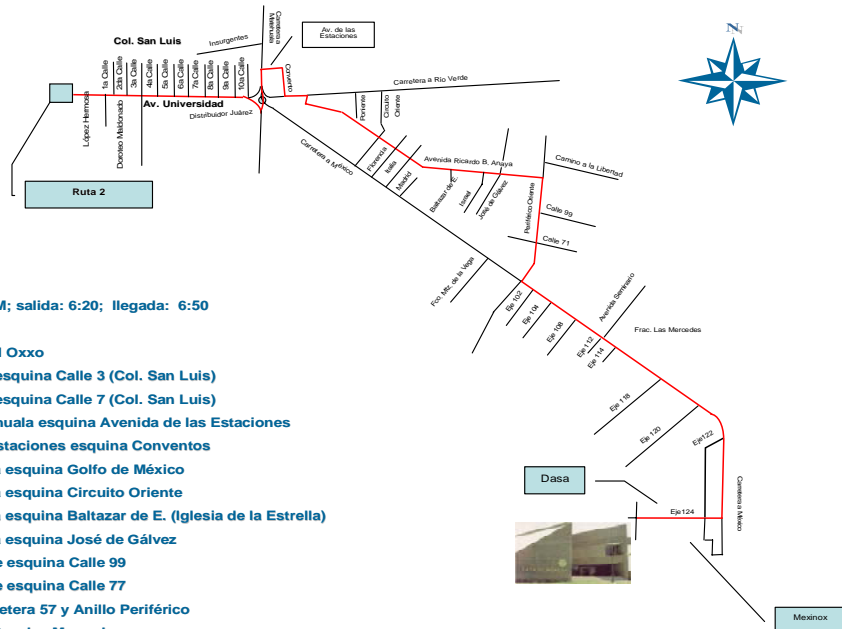 N
Carretera a Matehuala
Av. de las Estaciones
Insurgentes
Col. San Luis
Convento
Carretera a Río Verde
1a Calle
2da Calle
3a Calle
4a Calle
5a Calle
6a Calle
7a Calle
8a Calle
9a Calle
10a Calle
Av. Universidad
Distribuidor Juárez
López Hermosa
Doroteo Maldonado
Poniente
Circuito Oriente
Ruta 2
Carretera a México
Florencia
Italia
Madrid
Avenida Ricardo B. Anaya
Baltazar de E.
Israel
José de Gálvez
Camino a la Libertad
Periférico Oriente
Calle 99
Calle 71
Fco. Mtz. de la Vega
Eje 102
Eje 104
Eje 108
Eje 112
Eje 114
Avenida Seminario
Frac. Las Mercedes
Eje 118
Eje 120
Eje122
Carretera a México
Dasa
Eje124
Mexinox
M; salida: 6:20; llegada: 6:50
Oxxo
esquina Calle 3 (Col. San Luis)
esquina Calle 7 (Col. San Luis)
huala esquina Avenida de las Estaciones
staciones esquina Conventos
a esquina Golfo de México
a esquina Circuito Oriente
a esquina Baltazar de E. (Iglesia de la Estrella)
a esquina José de Gálvez
e esquina Calle 99
e esquina Calle 77
etera 57 y Anillo Periférico